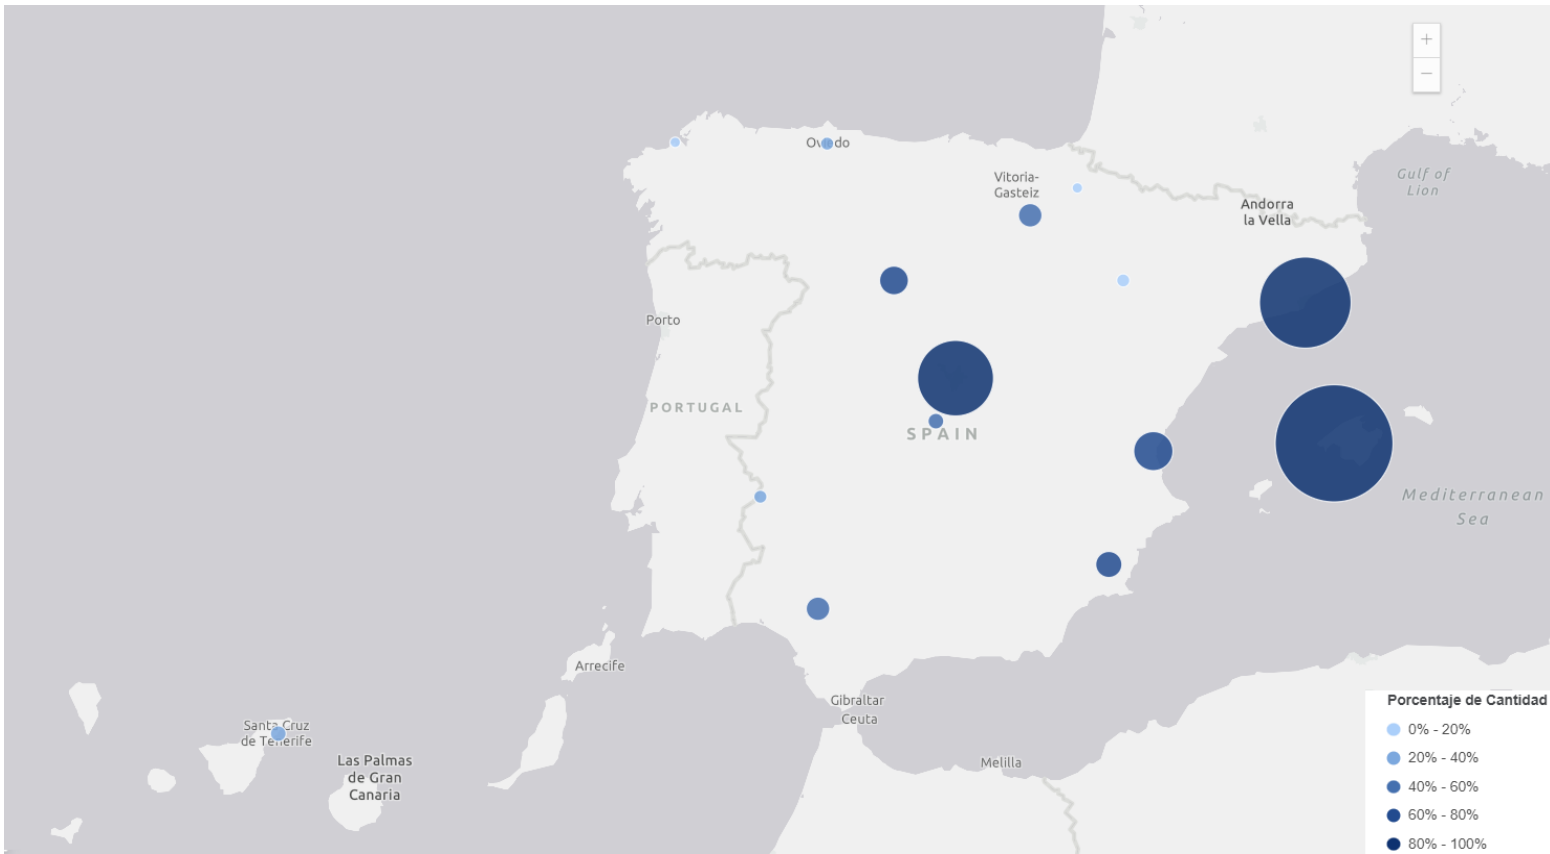 +
−
Oviedo
Vitoria-
Gasteiz
Gulf of
Lion
Andorra
la Vella
Porto
PORTUGAL
SPAIN
Mediterranean
Sea
Arrecife
Gibraltar
Ceuta
Santa Cruz
de Tenerife
Las Palmas
de Gran
Canaria
Melilla
Porcentaje de Cantidad
0% - 20%
20% - 40%
40% - 60%
60% - 80%
80% - 100%